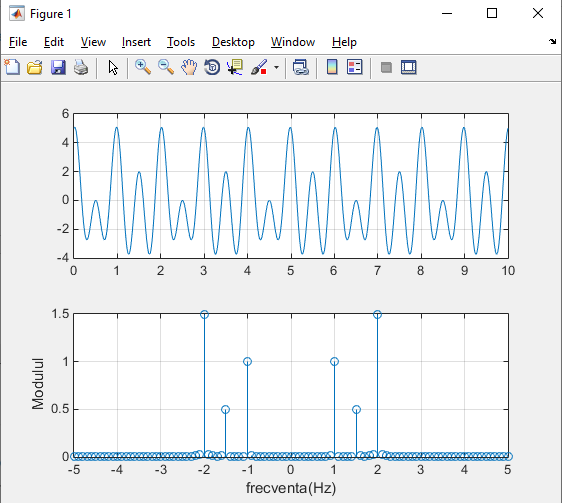 Figure 1
File Edit View Insert Tools Desktop Window Help
6
4
2
0
-2
-4
0 1 2 3 4 5 6 7 8 9 10
1.5
1
0.5
0
Modulul
-5 -4 -3 -2 -1 0 1 2 3 4 5
frecventa(Hz)